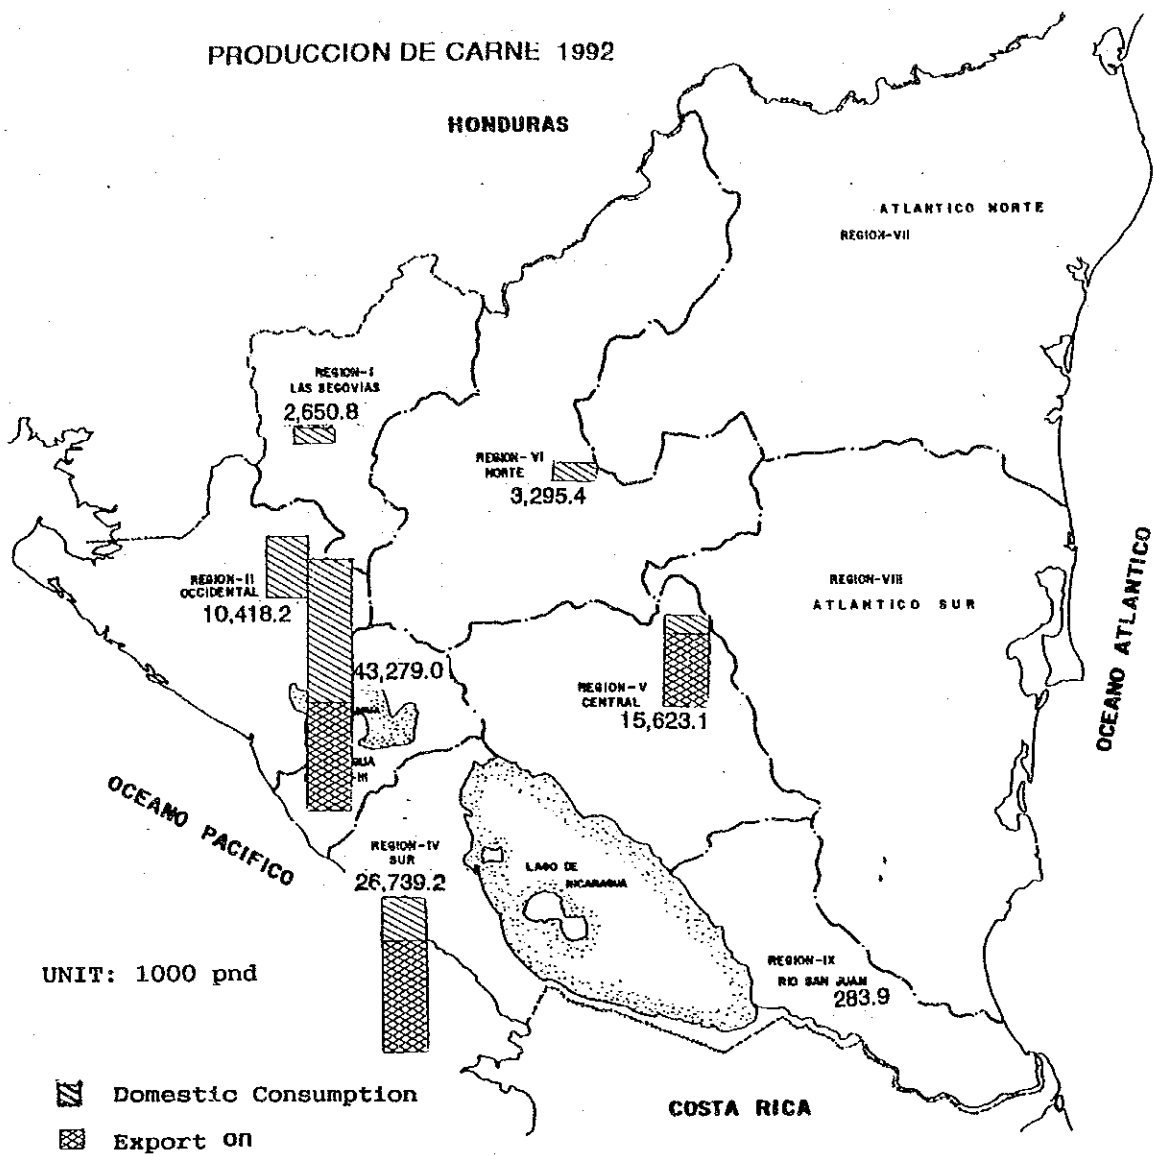 PRODUCCION DE CARNE 1992
HONDURAS
ATLANTICO NORTE
REGION-VII
REGION-I
LAS SEGOVIAS
2,650.8
REGION-VI
NORTE
3,295.4
REGION-II
OCCIDENTAL
10,418.2
REGION-VIII
ATLANTICO SUR
OCEANO ATLANTICO
43,279.0
REGION-V
CENTRAL
15,623.1
OCEANO PACIFICO
REGION-IV
SUR
26,739.2
LAGO DE
NICARAGUA
REGION-IX
RIO SAN JUAN
283.9
UNIT: 1000 pnd
Domestic Consumption
COSTA RICA
Export on